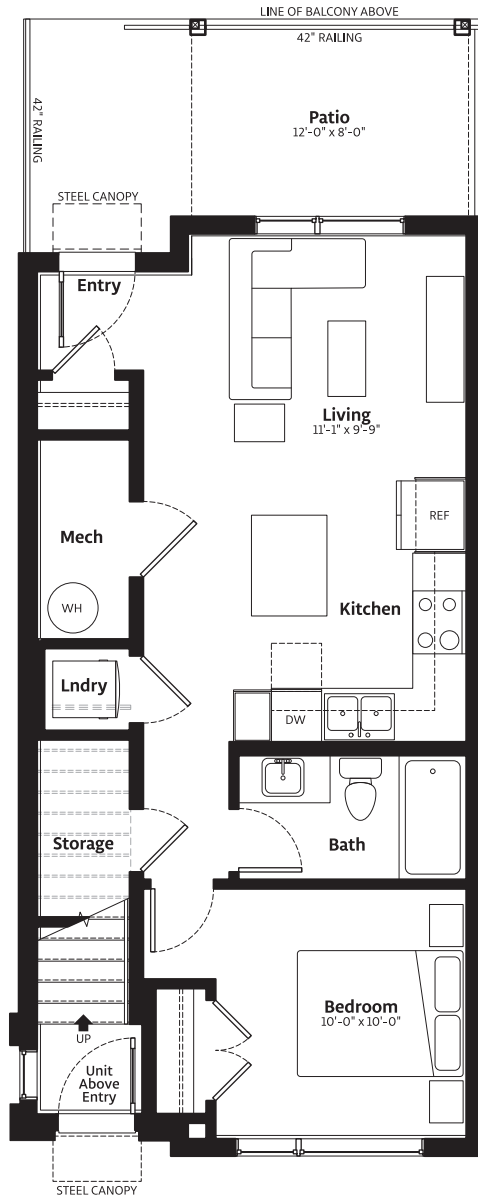 LINE OF BALCONY ABOVE
42" RAILING
42" RAILING
Patio
12'-0" x 8'-0"
STEEL CANOPY
Entry
Living
11'-1" x 9'-9"
REF
Mech
Kitchen
WH
Lndry
DW
Storage
Bath
Bedroom
10'-0" x 10'-0"
UP
Unit
Above
Entry
STEEL CANOPY